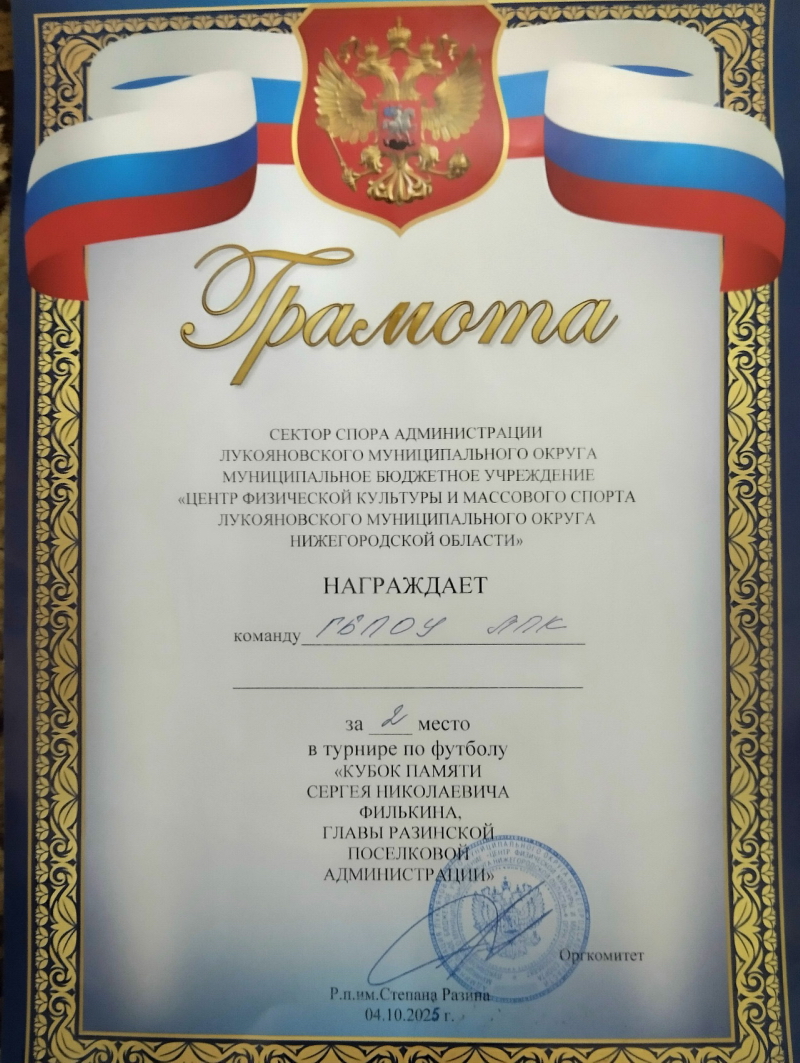 Грамота
СЕКТОР СПОРА АДМИНИСТРАЦИИ
ЛУКОЯНОВСКОГО МУНИЦИПАЛЬНОГО ОКРУГА
МУНИЦИПАЛЬНОЕ БЮДЖЕТНОЕ УЧРЕЖДЕНИЕ
«ЦЕНТР ФИЗИЧЕСКОЙ КУЛЬТУРЫ И МАССОВОГО СПОРТА
ЛУКОЯНОВСКОГО МУНИЦИПАЛЬНОГО ОКРУГА
НИЖЕГОРОДСКОЙ ОБЛАСТИ»
НАГРАЖДАЕТ
команду ГБПОУ ЛПК
за 2 место
в турнире по футболу
«КУБОК ПАМЯТИ
СЕРГЕЯ НИКОЛАЕВИЧА
ФИЛЬКИНА,
ГЛАВЫ РАЗИНСКОЙ
ПОСЕЛКОВОЙ
АДМИНИСТРАЦИИ»
Оргкомитет
Р.п.им.Степана Разина
04.10.2025 г.